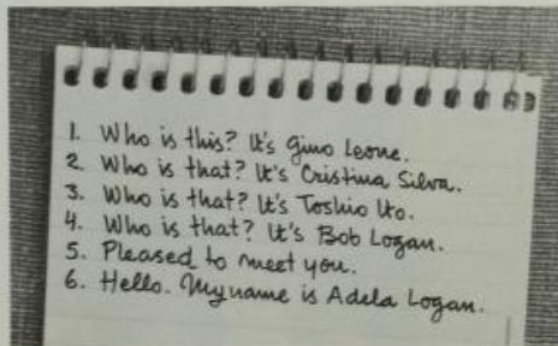 1. Who is this? It's Gino Leone.
2. Who is that? It's Cristina Silva.
3. Who is that? It's Toshio Ito.
4. Who is that? It's Bob Logan.
5. Pleased to meet you.
6. Hello. My name is Adela Logan.